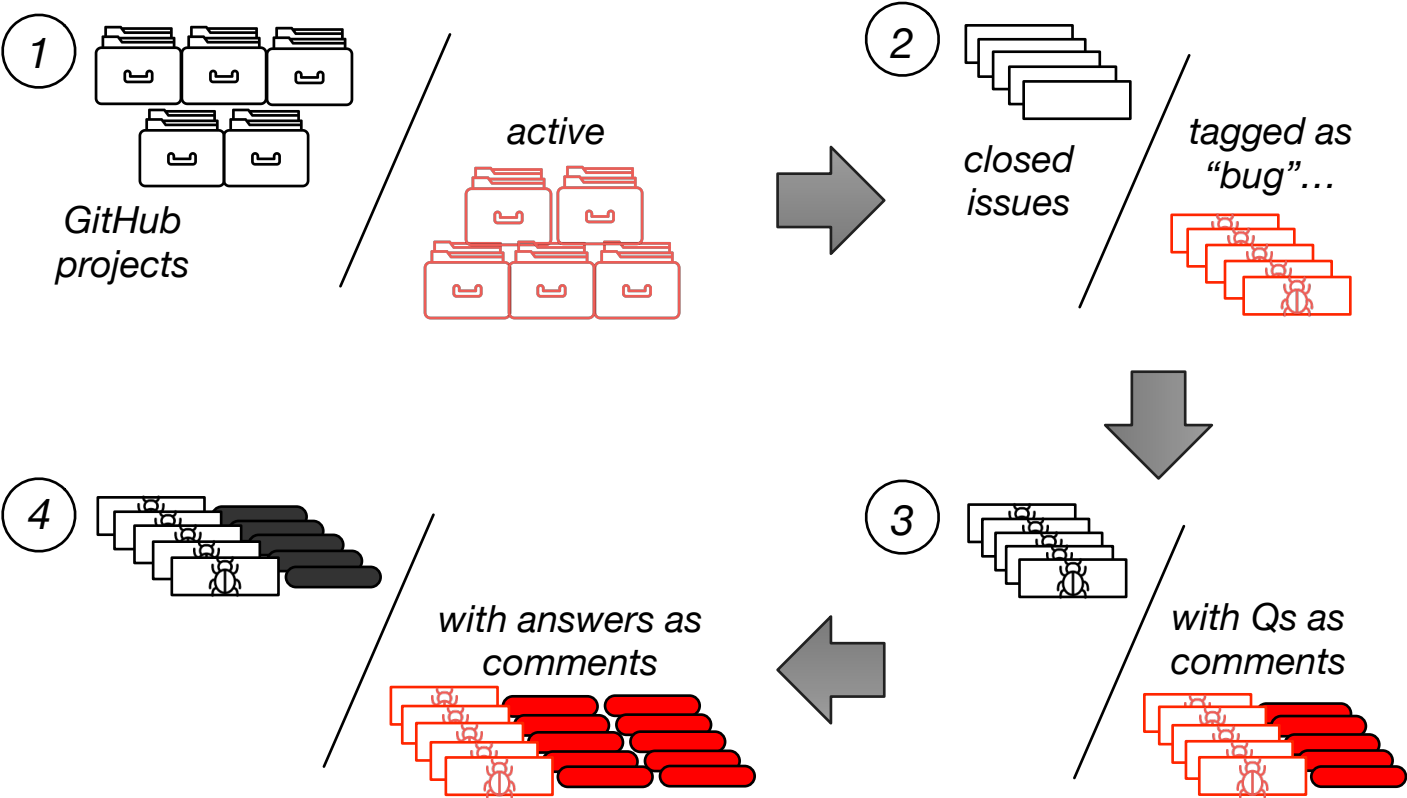 1
GitHub
projects
active
2
closed
issues
tagged as
“bug”…
3
with Qs as
comments
4
with answers as
comments